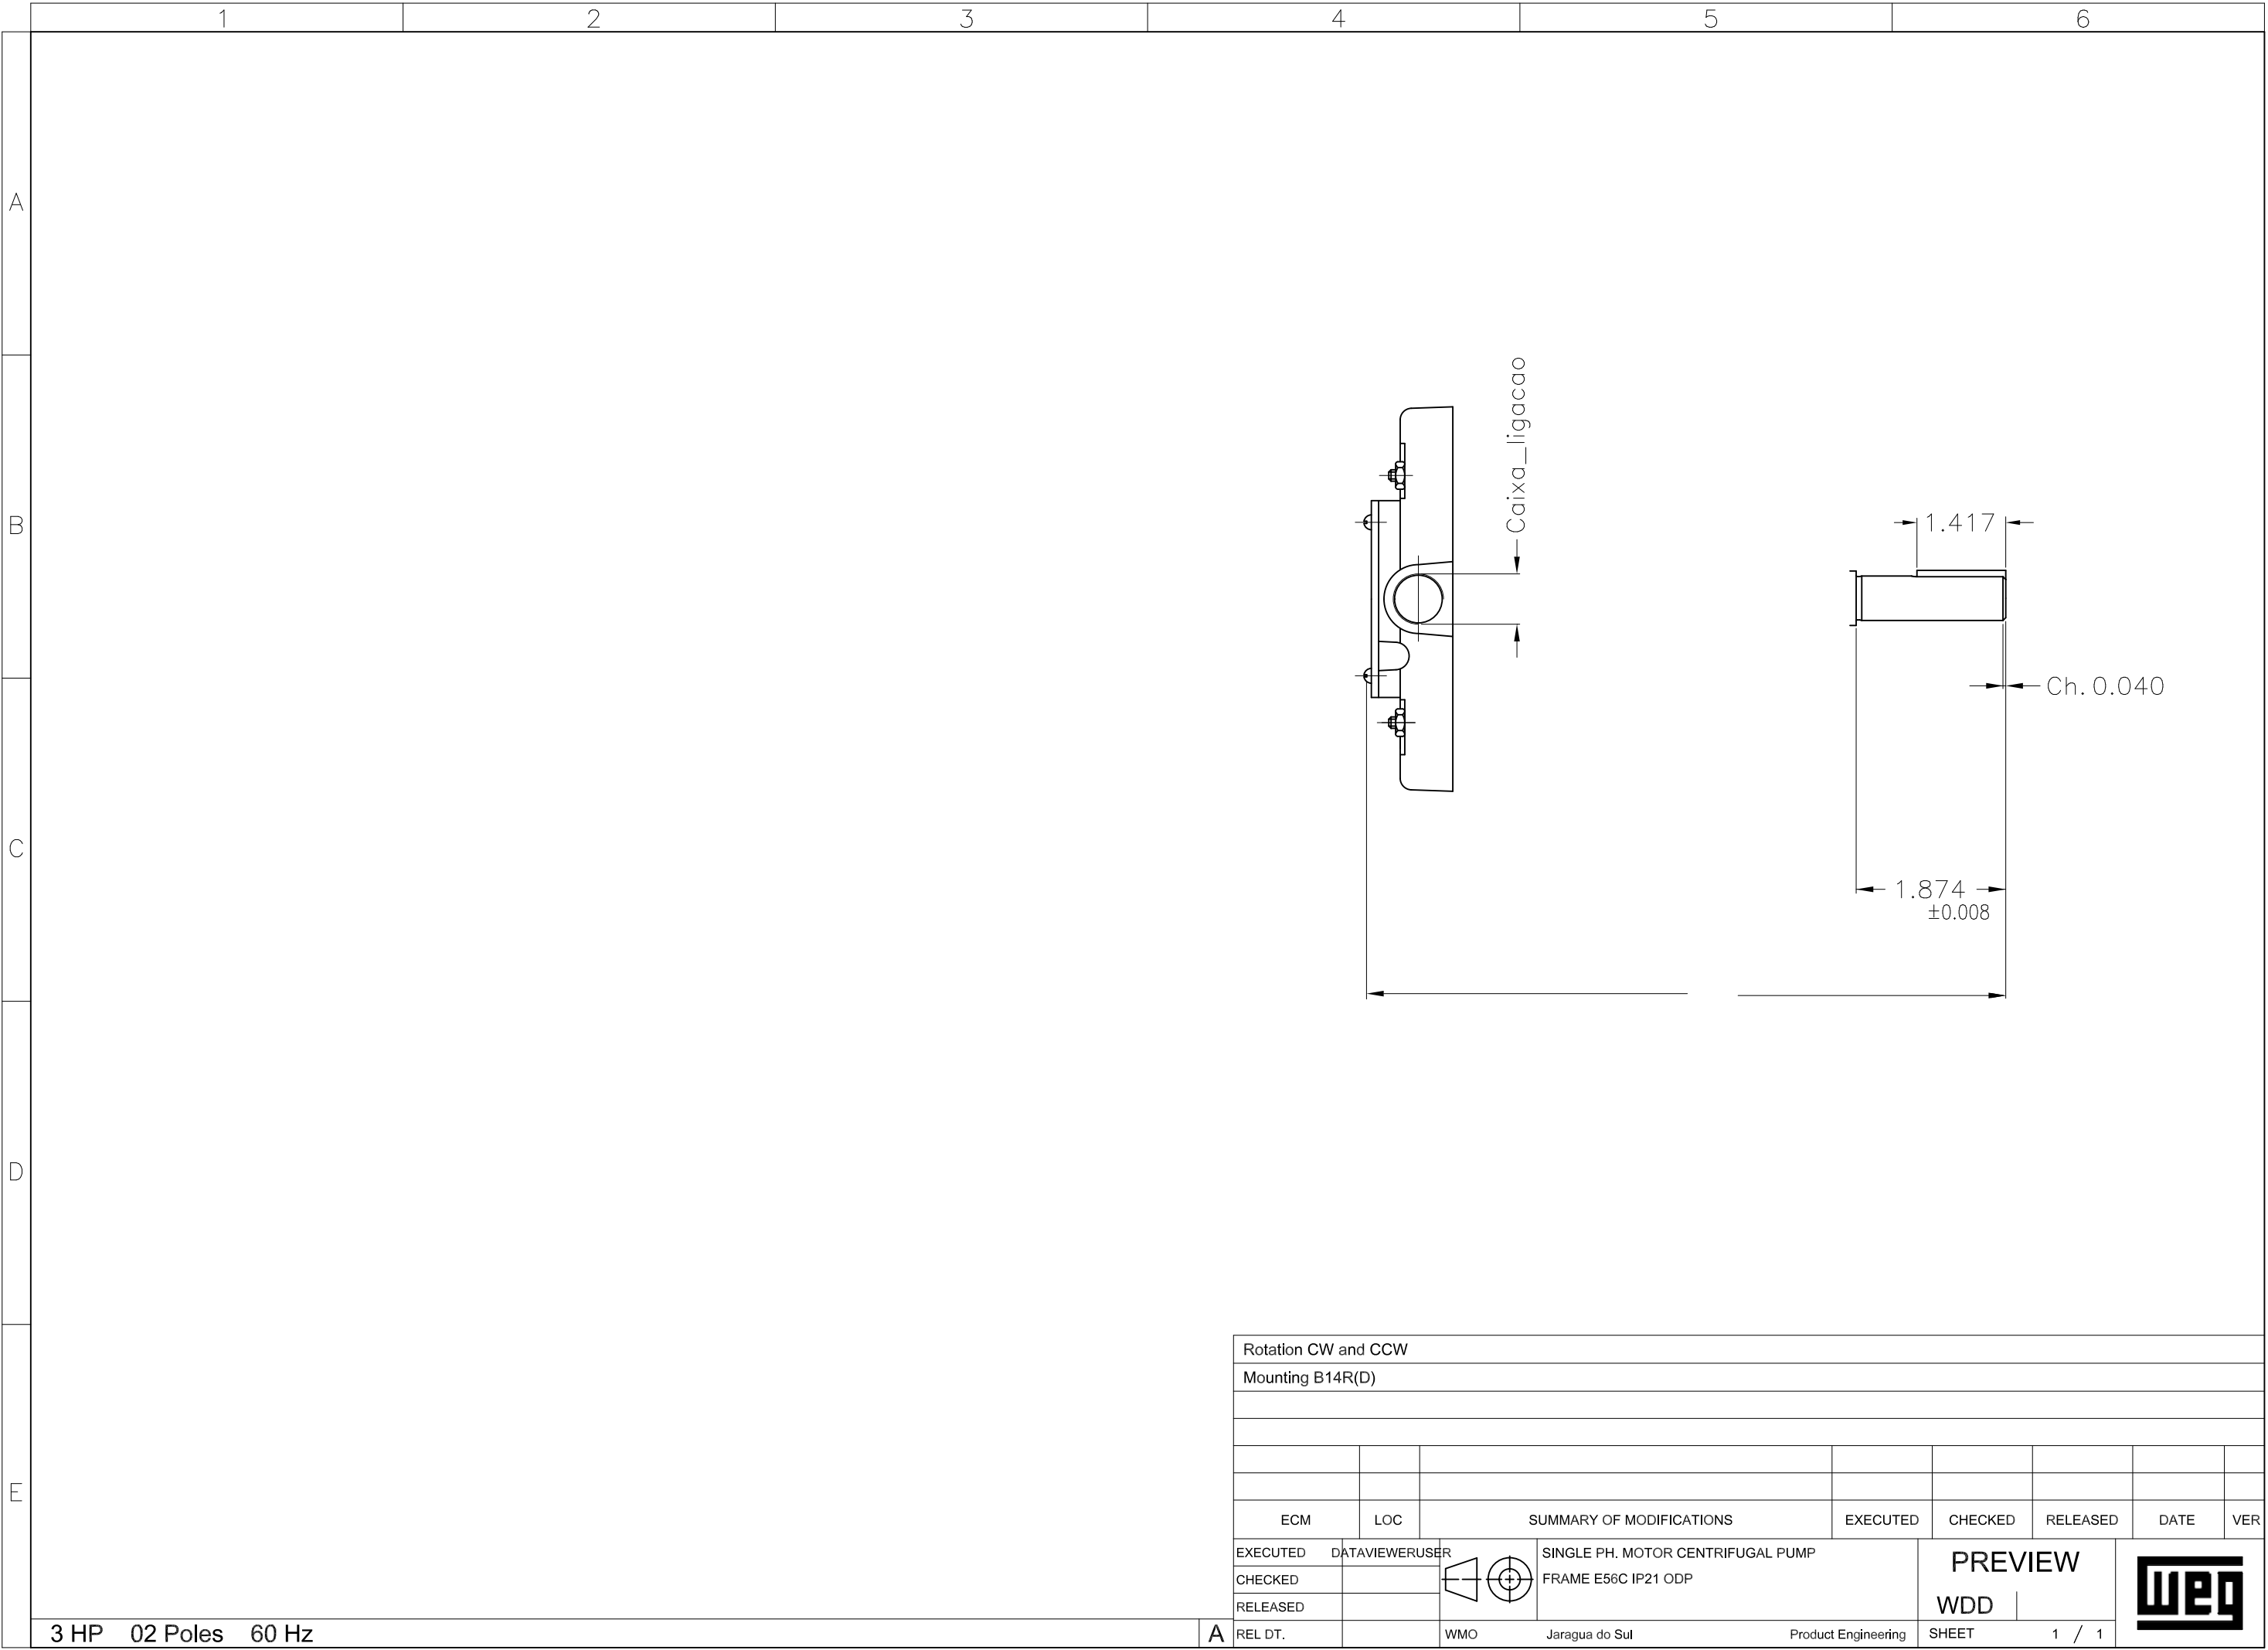 1 2 3 4 5 6
A
B
C
D
E
Caixa_ligacao
1.417
Ch. 0.040
1.874
±0.008
Rotation CW and CCW
Mounting B14R(D)
ECM LOC SUMMARY OF MODIFICATIONS EXECUTED CHECKED RELEASED DATE VER
EXECUTED DATAVIEWERUSER
CHECKED
RELEASED
REL DT.
SINGLE PH. MOTOR CENTRIFUGAL PUMP
FRAME E56C IP21 ODP
PREVIEW
WDD
WMO Jaragua do Sul Product Engineering SHEET 1 / 1
weg
3 HP 02 Poles 60 Hz A